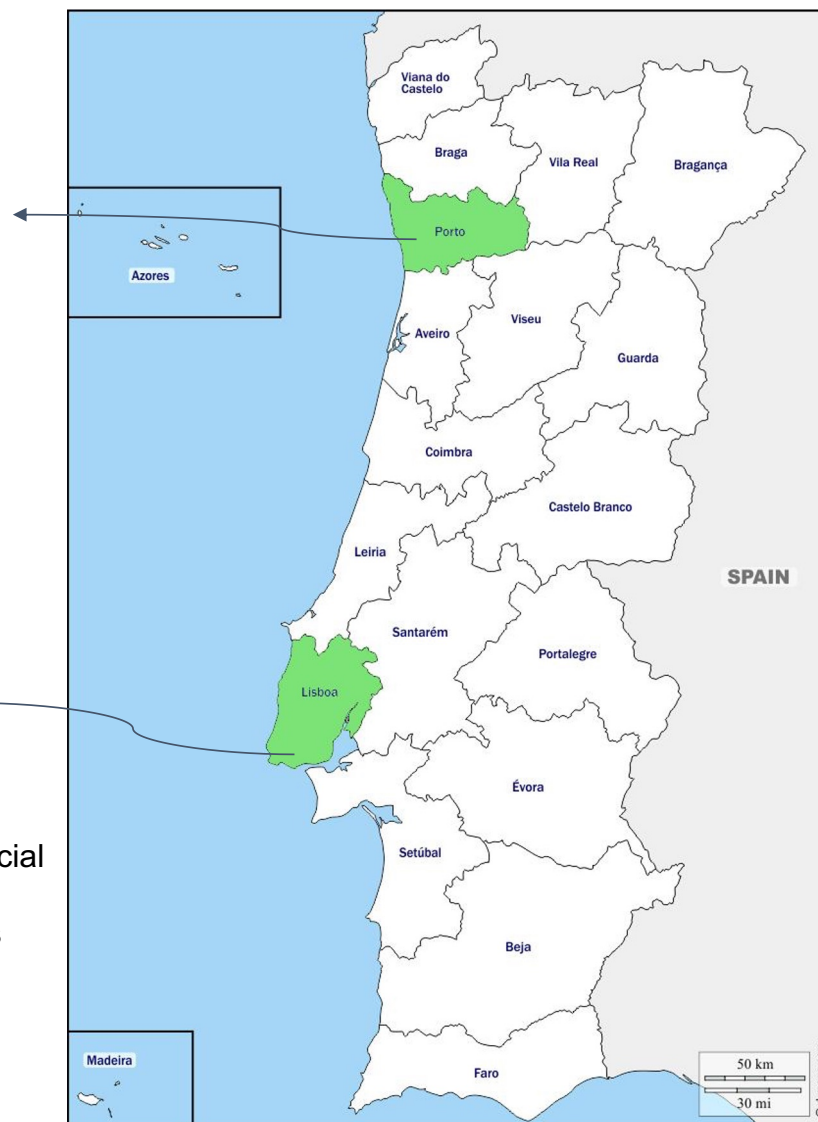 Viana do
Castelo
Braga
Vila Real
Bragança
Porto
Azores
Aveiro
Viseu
Guarda
Coimbra
Castelo Branco
Leiria
SPAIN
Santarém
Portalegre
Lisboa
Évora
cial
Setúbal
Beja
Madeira
Faro
50 km
30 mi